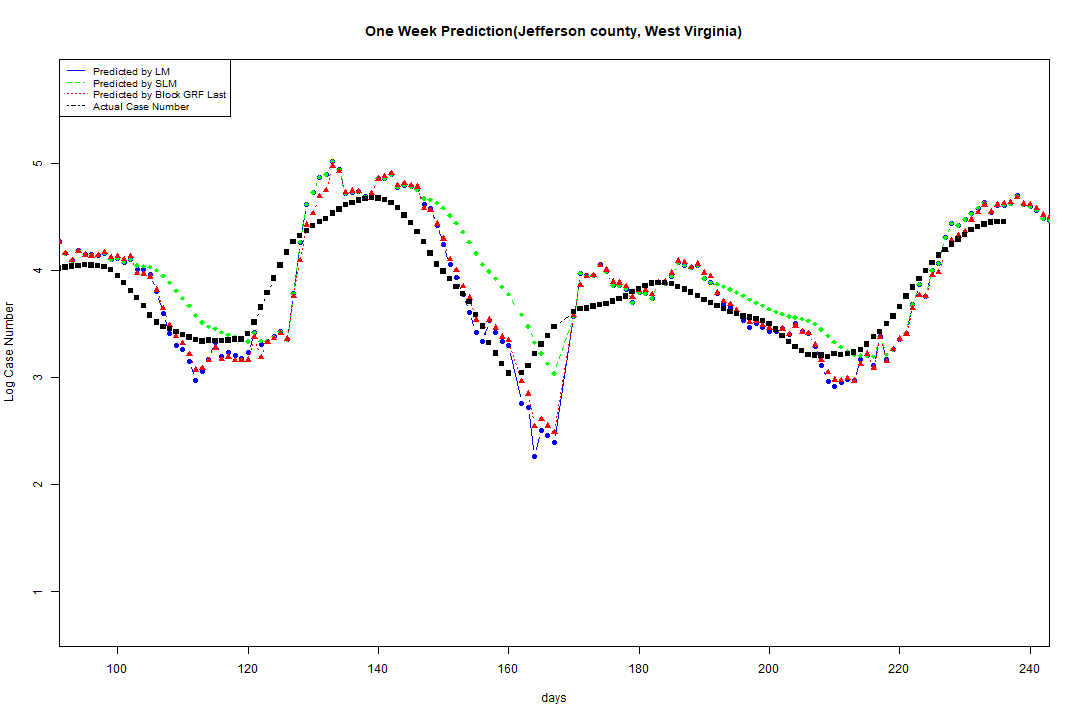 One Week Prediction(Jefferson county, West Virginia)
Predicted by LM
Predicted by SLM
Predicted by Block GRF Last
Actual Case Number
5
4
3
2
1
Log Case Number
100 120 140 160 180 200 220 240
days